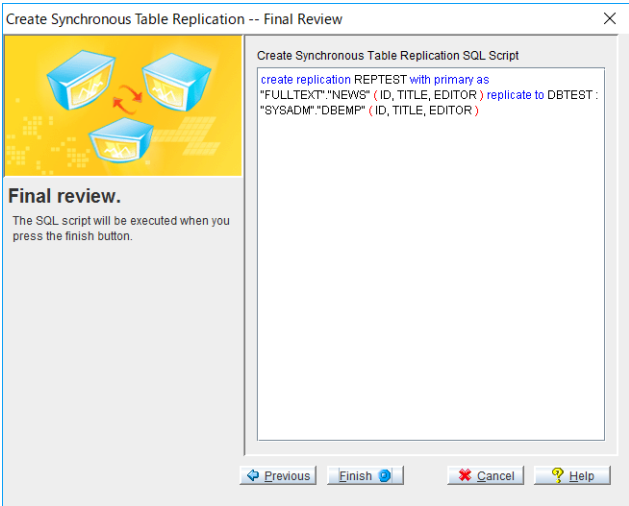 Create Synchronous Table Replication -- Final Review
Create Synchronous Table Replication SQL Script
create replication REPTEST with primary as
"FULLTEXT"."NEWS" ( ID, TITLE, EDITOR ) replicate to DBTEST :
"SYSADM"."DBEMP" ( ID, TITLE, EDITOR )
Final review.
The SQL script will be executed when you
press the finish button.
Previous Finish Cancel Help